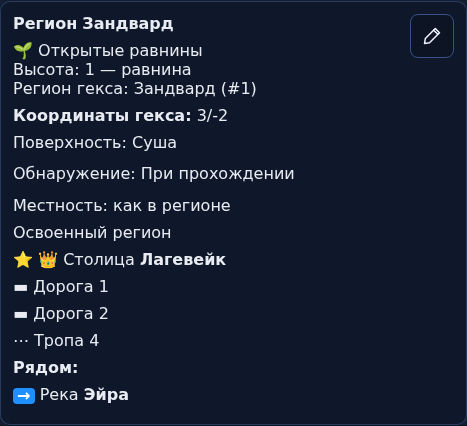 Регион Зандвард
🌱 Открытые равнины
Высота: 1 — равнина
Регион гекса: Зандвард (#1)
Координаты гекса: 3/-2
Поверхность: Суша
Обнаружение: При прохождении
Местность: как в регионе
Освоенный регион
⭐ 👑 Столица Лагевейк
▬ Дорога 1
▬ Дорога 2
⋯ Тропа 4
Рядом:
➡ Река Эйра